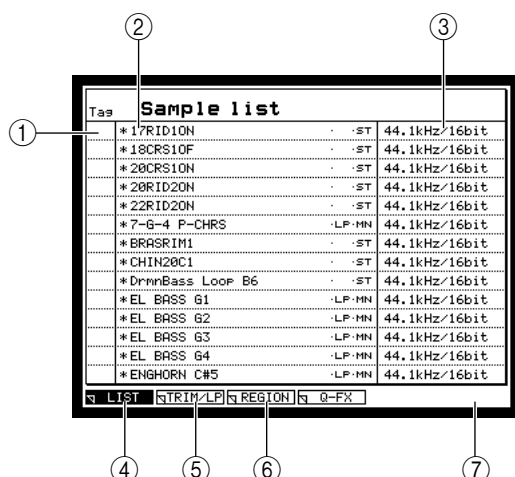 ② ③
Tag Sample list
①
*17RID1ON · ·ST 44.1kHz/16bit
*18CRS1OF · ·ST 44.1kHz/16bit
*20CRS1ON · ·ST 44.1kHz/16bit
*20RID2ON · ·ST 44.1kHz/16bit
*22RID2ON · ·ST 44.1kHz/16bit
*7-G-4 P-CHRS ·LP·MN 44.1kHz/16bit
*BRASRIM1 · ·ST 44.1kHz/16bit
*CHIN20C1 · ·ST 44.1kHz/16bit
*DrmnBass Loop B6 · ·ST 44.1kHz/16bit
*EL BASS G1 ·LP·MN 44.1kHz/16bit
*EL BASS G2 ·LP·MN 44.1kHz/16bit
*EL BASS G3 ·LP·MN 44.1kHz/16bit
*EL BASS G4 ·LP·MN 44.1kHz/16bit
*ENGHORN C#5 ·LP·MN 44.1kHz/16bit
LIST TRIM/LP REGION Q-FX
④ ⑤ ⑥ ⑦